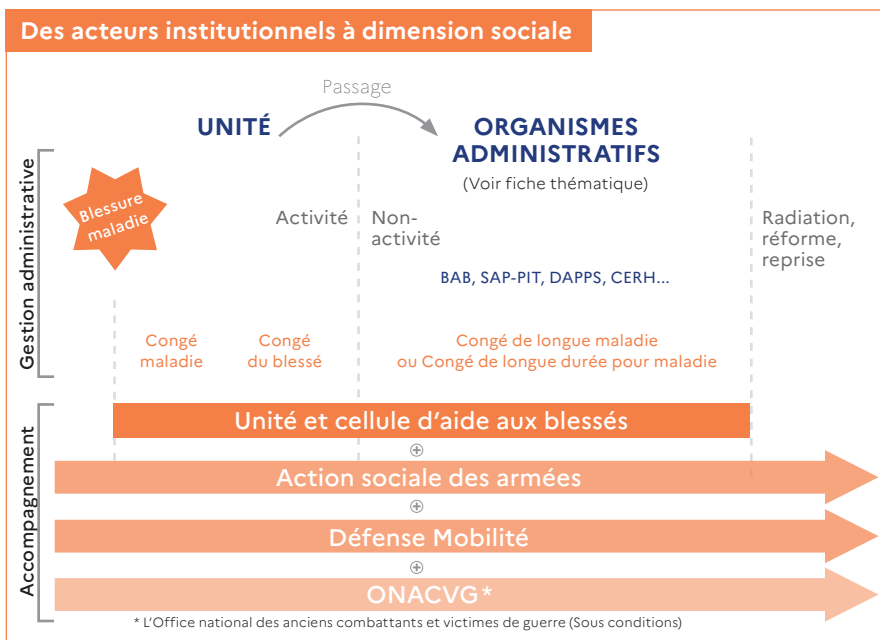 Des acteurs institutionnels à dimension sociale
Passage
UNITÉ
ORGANISMES
ADMINISTRATIFS
(Voir fiche thématique)
Gestion administrative
Blessure
maladie
Activité
Non-
activité
Radiation,
réforme,
reprise
BAB, SAP-PIT, DAPPS, CERH...
Congé
maladie
Congé
du blessé
Congé de longue maladie
ou Congé de longue durée pour maladie
Accompagnement
Unité et cellule d'aide aux blessés
+
Action sociale des armées
+
Défense Mobilité
+
ONACVG*
* L'Office national des anciens combattants et victimes de guerre (Sous conditions)